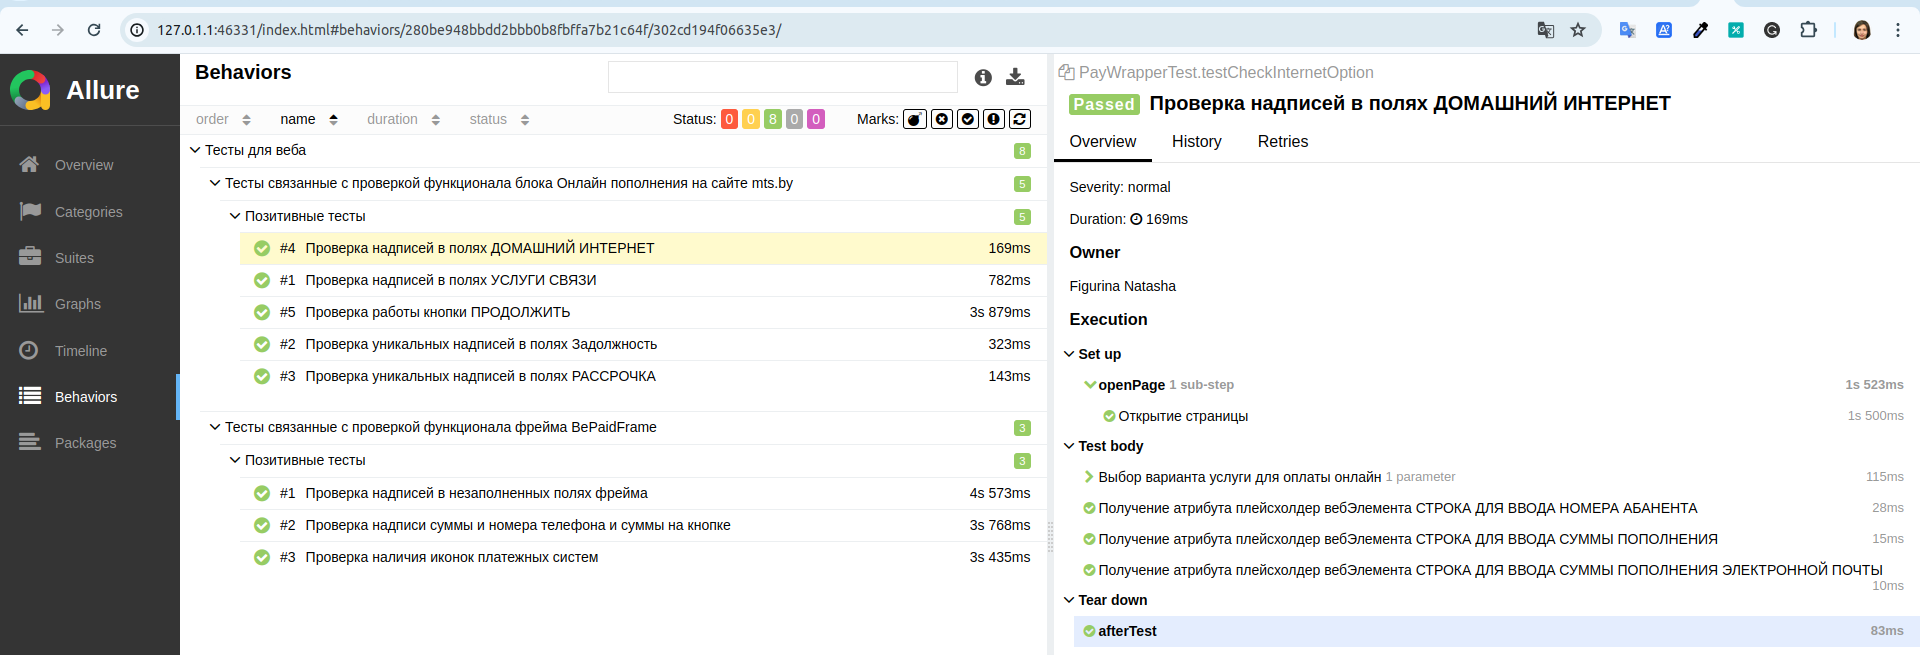 127.0.1.1:46331/index.html#behaviors/280be948bbdd2bbb0b8fbffa7b21c64f/302cd194f06635e3/
Allure
Overview
Categories
Suites
Graphs
Timeline
Behaviors
Packages
Behaviors
order name duration status Status: 0 0 8 0 0 Marks:
Тесты для веба 8
Тесты связанные с проверкой функционала блока Онлайн пополнения на сайте mts.by 5
Позитивные тесты 5
#4 Проверка надписей в полях ДОМАШНИЙ ИНТЕРНЕТ 169ms
#1 Проверка надписей в полях УСЛУГИ СВЯЗИ 782ms
#5 Проверка работы кнопки ПРОДОЛЖИТЬ 3s 879ms
#2 Проверка уникальных надписей в полях Задолжность 323ms
#3 Проверка уникальных надписей в полях РАССРОЧКА 143ms
Тесты связанные с проверкой функционала фрейма BePaidFrame 3
Позитивные тесты 3
#1 Проверка надписей в незаполненных полях фрейма 4s 573ms
#2 Проверка надписи суммы и номера телефона и суммы на кнопке 3s 768ms
#3 Проверка наличия иконок платежных систем 3s 435ms
PayWrapperTest.testCheckInternetOption
Passed Проверка надписей в полях ДОМАШНИЙ ИНТЕРНЕТ
Overview History Retries
Severity: normal
Duration: 169ms
Owner
Figurina Natasha
Execution
Set up
openPage 1 sub-step 1s 523ms
Открытие страницы 1s 500ms
Test body
Выбор варианта услуги для оплаты онлайн 1 parameter 115ms
Получение атрибута плейсхолдер вебЭлемента СТРОКА ДЛЯ ВВОДА НОМЕРА АБАНЕНТА 28ms
Получение атрибута плейсхолдер вебЭлемента СТРОКА ДЛЯ ВВОДА СУММЫ ПОПОЛНЕНИЯ 15ms
Получение атрибута плейсхолдер вебЭлемента СТРОКА ДЛЯ ВВОДА СУММЫ ПОПОЛНЕНИЯ ЭЛЕКТРОННОЙ ПОЧТЫ
10ms
Tear down
afterTest 83ms